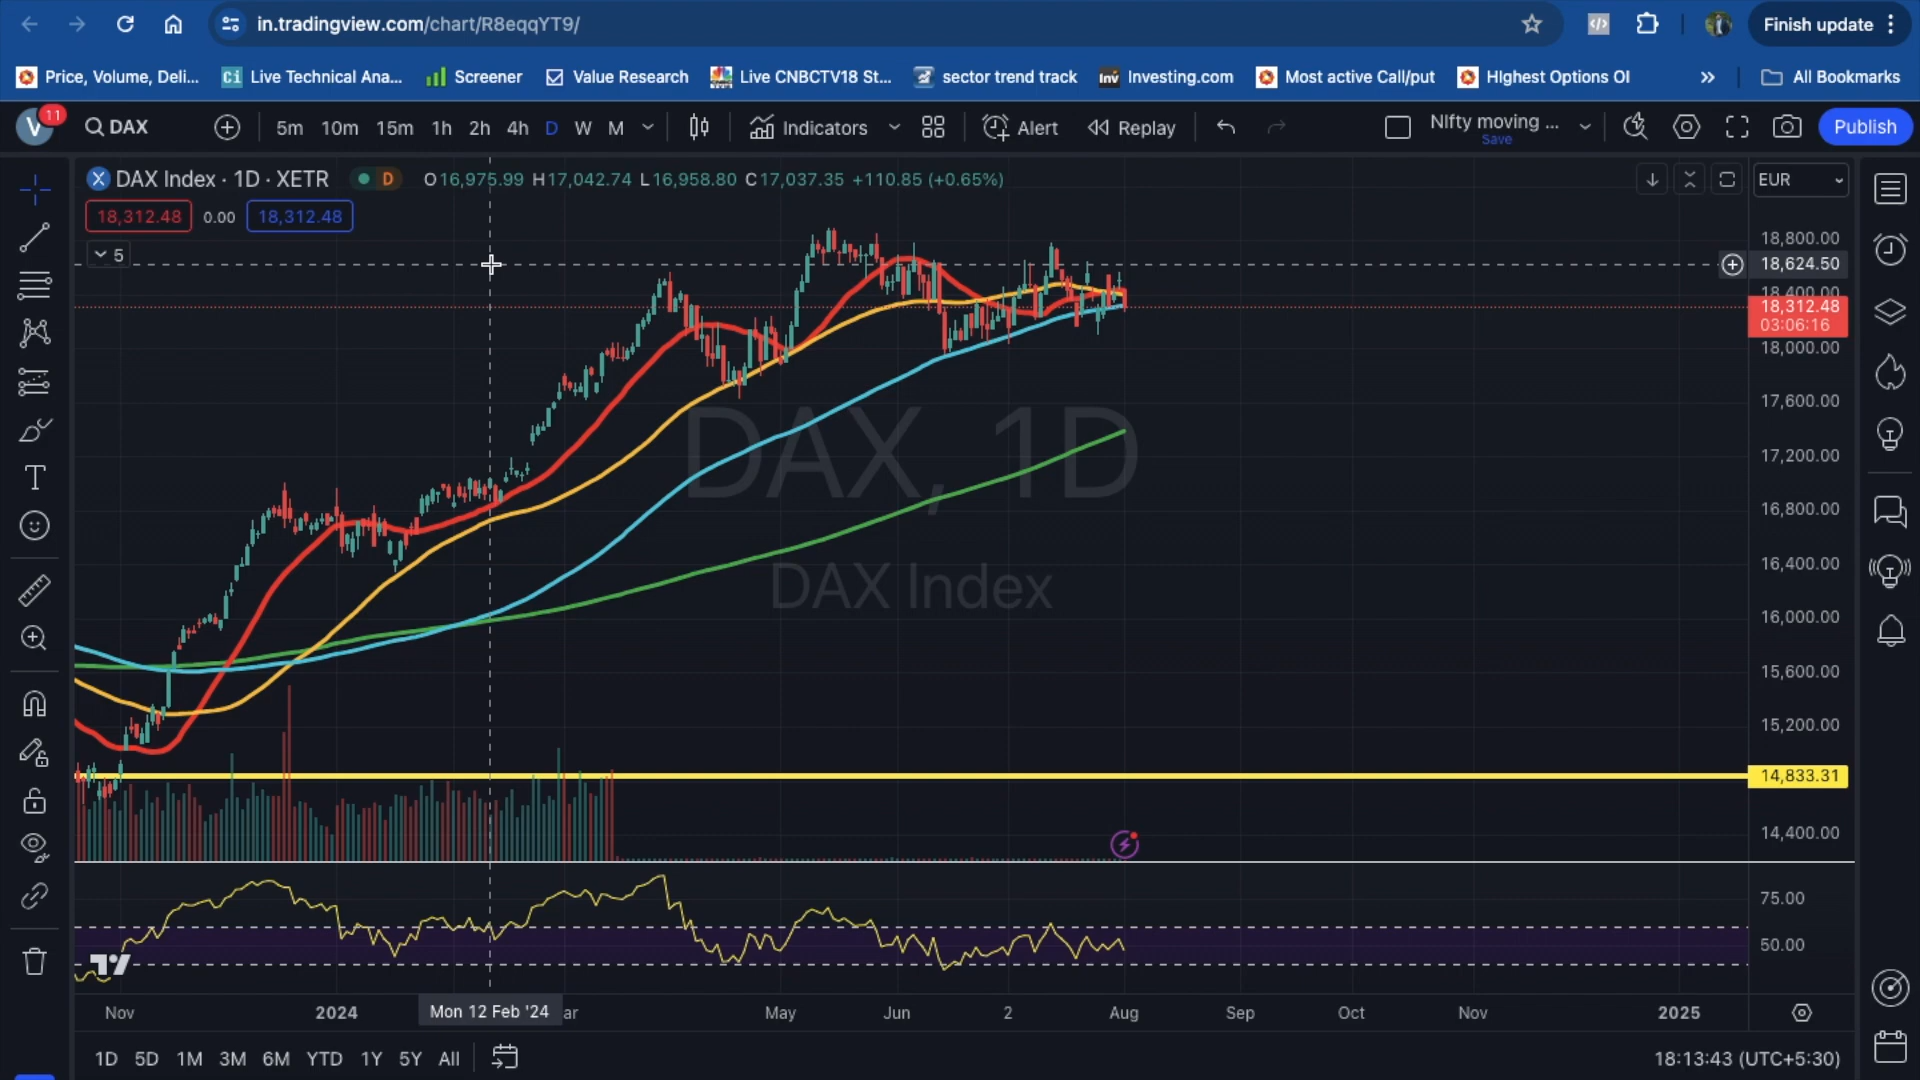 in.tradingview.com/chart/R8eqqYT9/
Finish update
Price, Volume, Deli...
Live Technical Ana...
Screener
Value Research
Live CNBCTV18 St...
sector trend track
Investing.com
Most active Call/put
HIghest Options OI
All Bookmarks
V
11
DAX
5m 10m 15m 1h 2h 4h D W M
Indicators
Alert
Replay
NIfty moving ...
Save
Publish
DAX Index · 1D · XETR
D
O16,975.99 H17,042.74 L16,958.80 C17,037.35 +110.85 (+0.65%)
EUR
18,312.48 0.00 18,312.48
5
18,800.00
18,624.50
18,400.00
18,312.48
03:06:16
18,000.00
17,600.00
17,200.00
16,800.00
16,400.00
16,000.00
15,600.00
15,200.00
14,833.31
14,400.00
DAX, 1D
DAX Index
75.00
50.00
Nov 2024 Mon 12 Feb '24 ar May Jun 2 Aug Sep Oct Nov 2025
1D 5D 1M 3M 6M YTD 1Y 5Y All
18:13:43 (UTC+5:30)